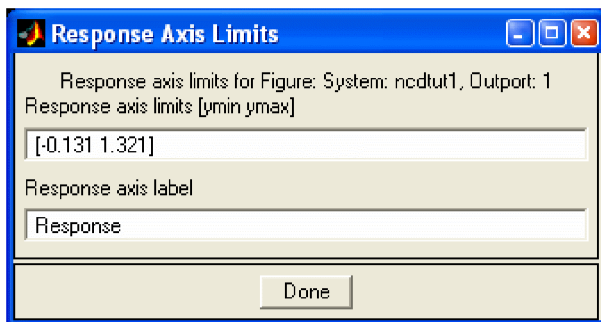 Response Axis Limits
Response axis limits for Figure: System: ncdtut1, Outport: 1
Response axis limits [ymin ymax]
[-0.131 1.321]
Response axis label
Response
Done